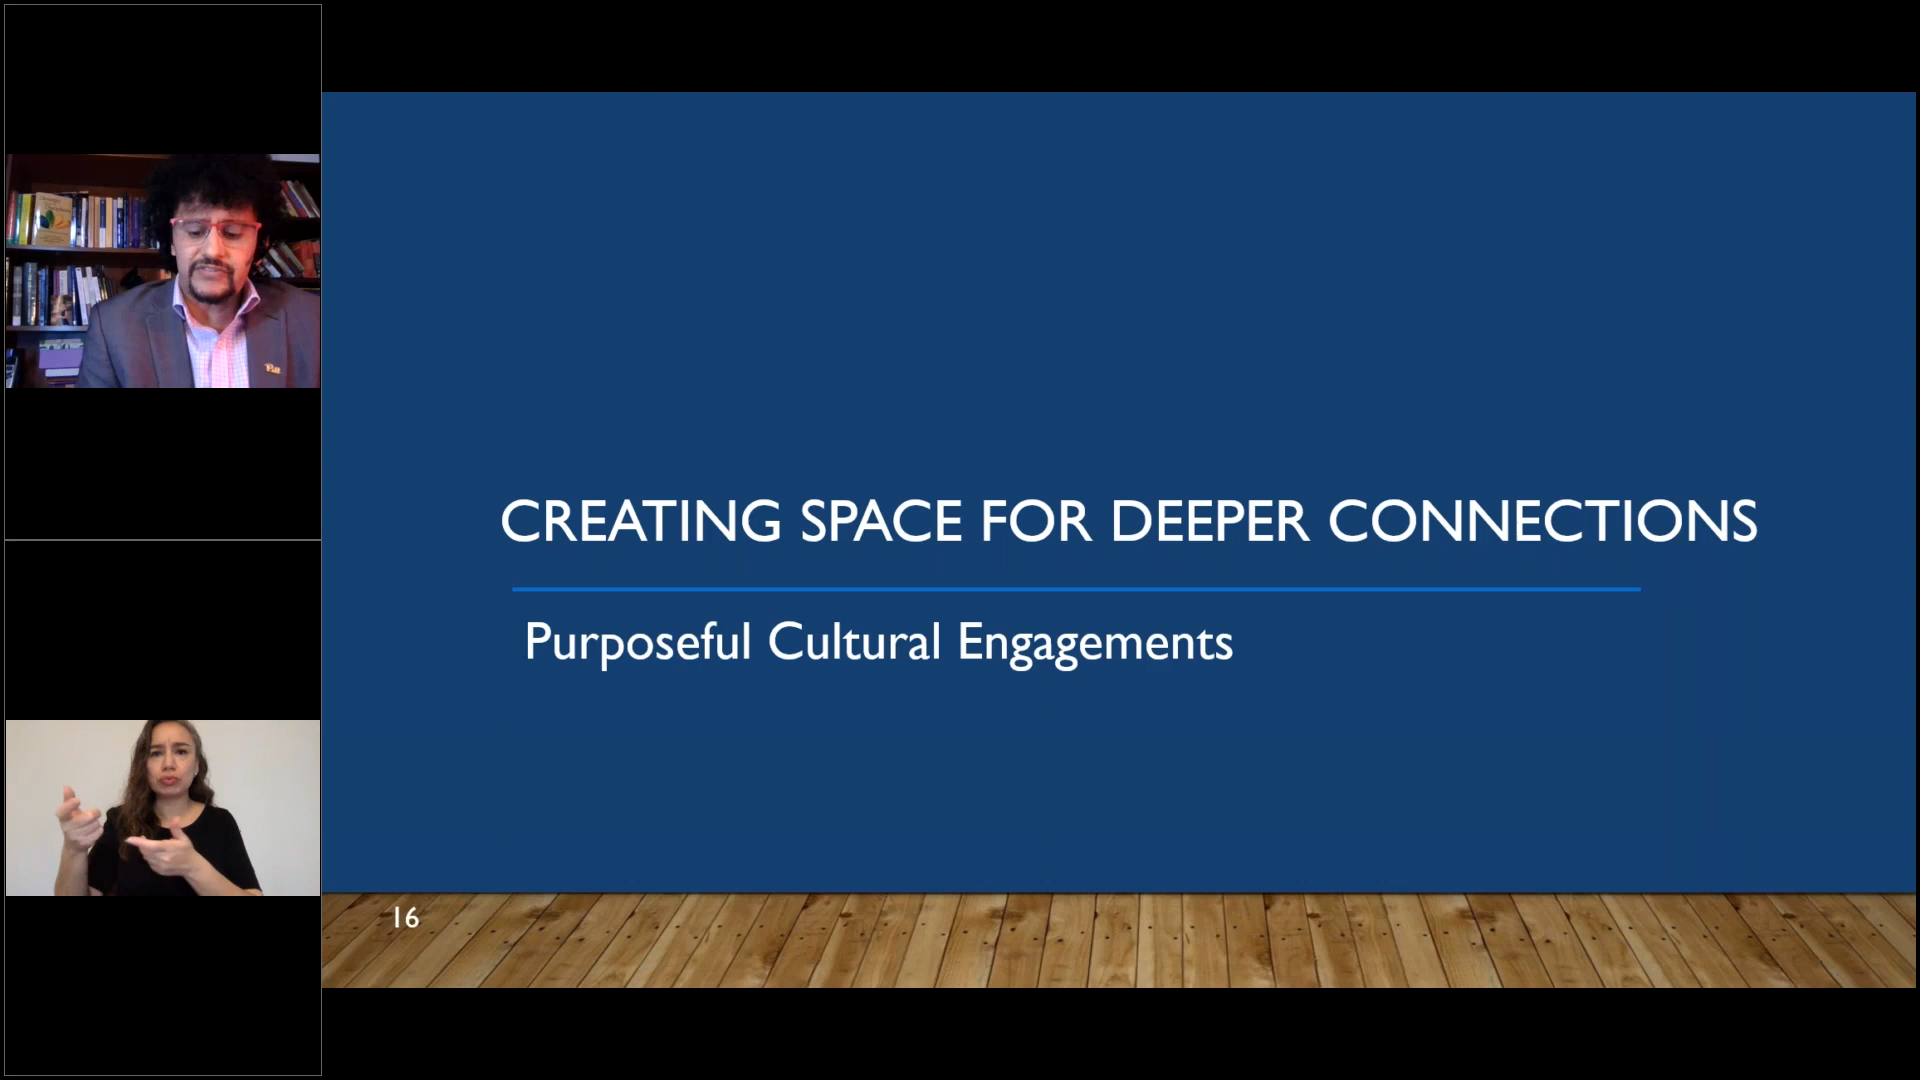 CREATING SPACE FOR DEEPER CONNECTIONS
Purposeful Cultural Engagements
16